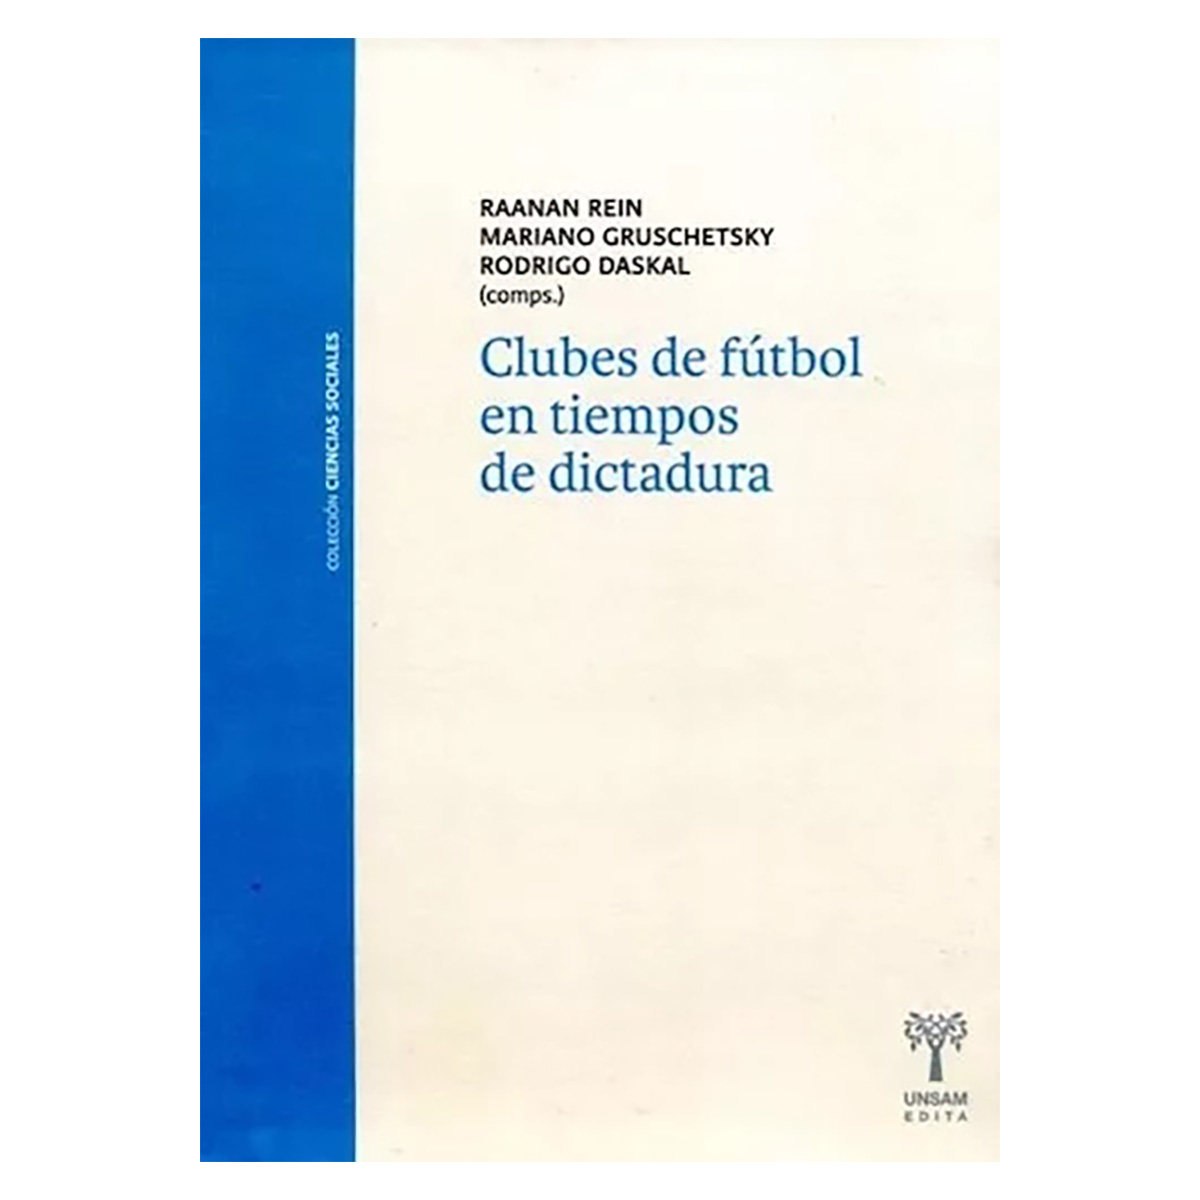 RAANAN REIN
MARIANO GRUSCHETSKY
RODRIGO DASKAL
(comps.)
Clubes de fútbol
en tiempos
de dictadura
COLECCIÓN CIENCIAS SOCIALES
UNSAM
EDITA